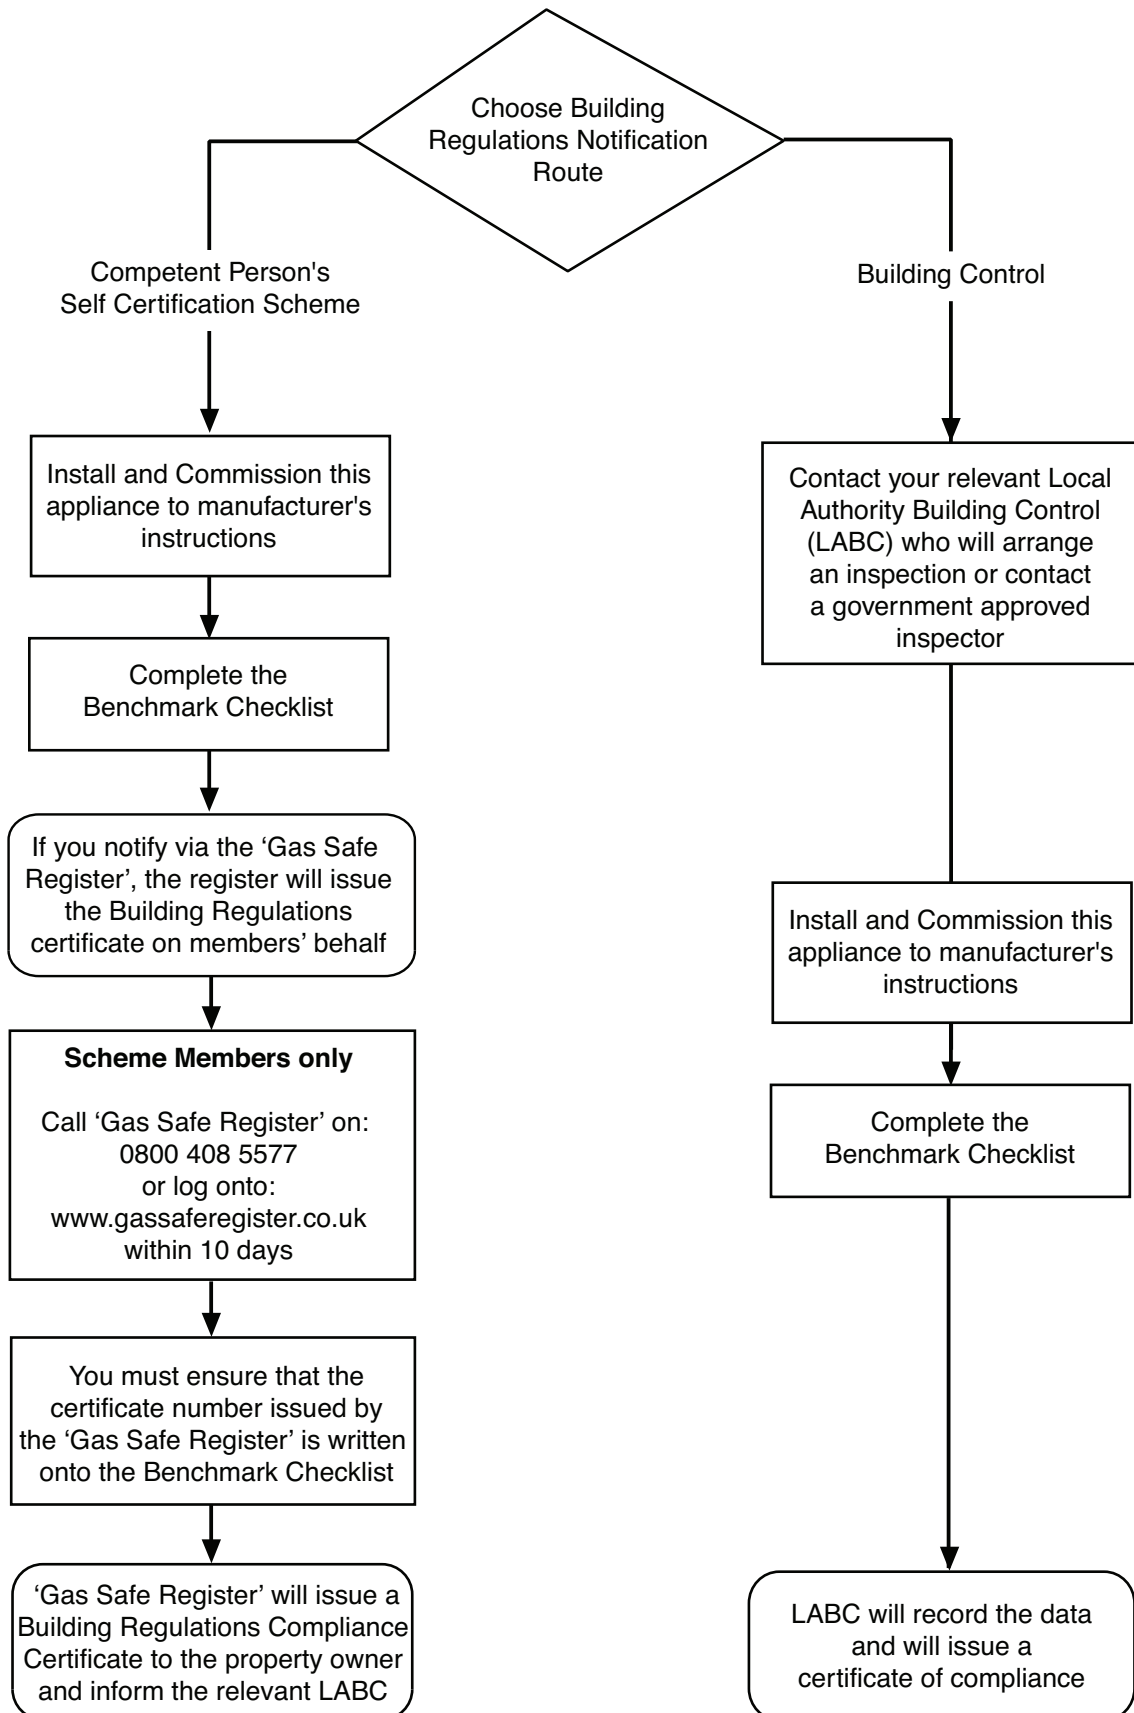 Choose Building
Regulations Notification
Route
Competent Person's
Self Certification Scheme
Building Control
Install and Commission this
appliance to manufacturer's
instructions
Complete the
Benchmark Checklist
If you notify via the ‘Gas Safe
Register’, the register will issue
the Building Regulations
certificate on members’ behalf
Scheme Members only
Call ‘Gas Safe Register’ on:
0800 408 5577
or log onto:
www.gassaferegister.co.uk
within 10 days
You must ensure that the
certificate number issued by
the ‘Gas Safe Register’ is written
onto the Benchmark Checklist
‘Gas Safe Register’ will issue a
Building Regulations Compliance
Certificate to the property owner
and inform the relevant LABC
Contact your relevant Local
Authority Building Control
(LABC) who will arrange
an inspection or contact
a government approved
inspector
Install and Commission this
appliance to manufacturer's
instructions
Complete the
Benchmark Checklist
LABC will record the data
and will issue a
certificate of compliance